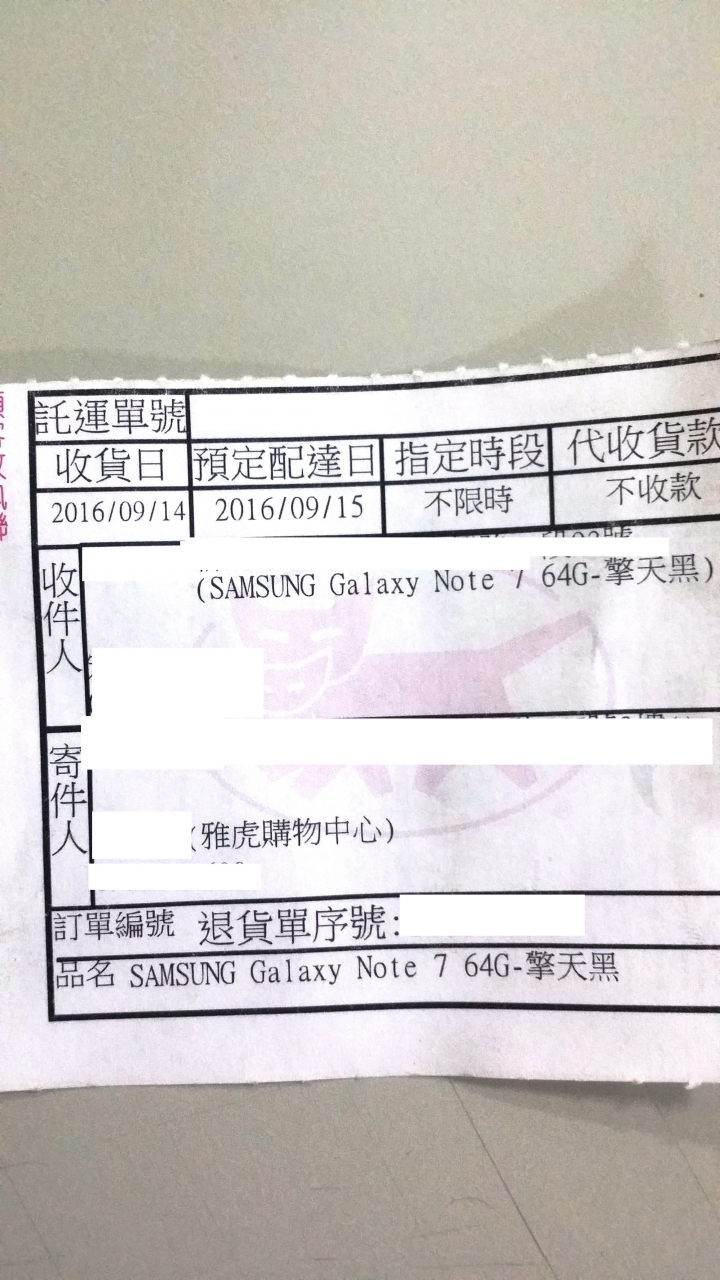 託運單號
收貨日 預定配達日 指定時段 代收貨款
2016/09/14 2016/09/15 不限時 不收款
收件人
(SAMSUNG Galaxy Note 7 64G-擎天黑)
寄件人
(雅虎購物中心)
訂單編號 退貨單序號:
品名 SAMSUNG Galaxy Note 7 64G-擎天黑